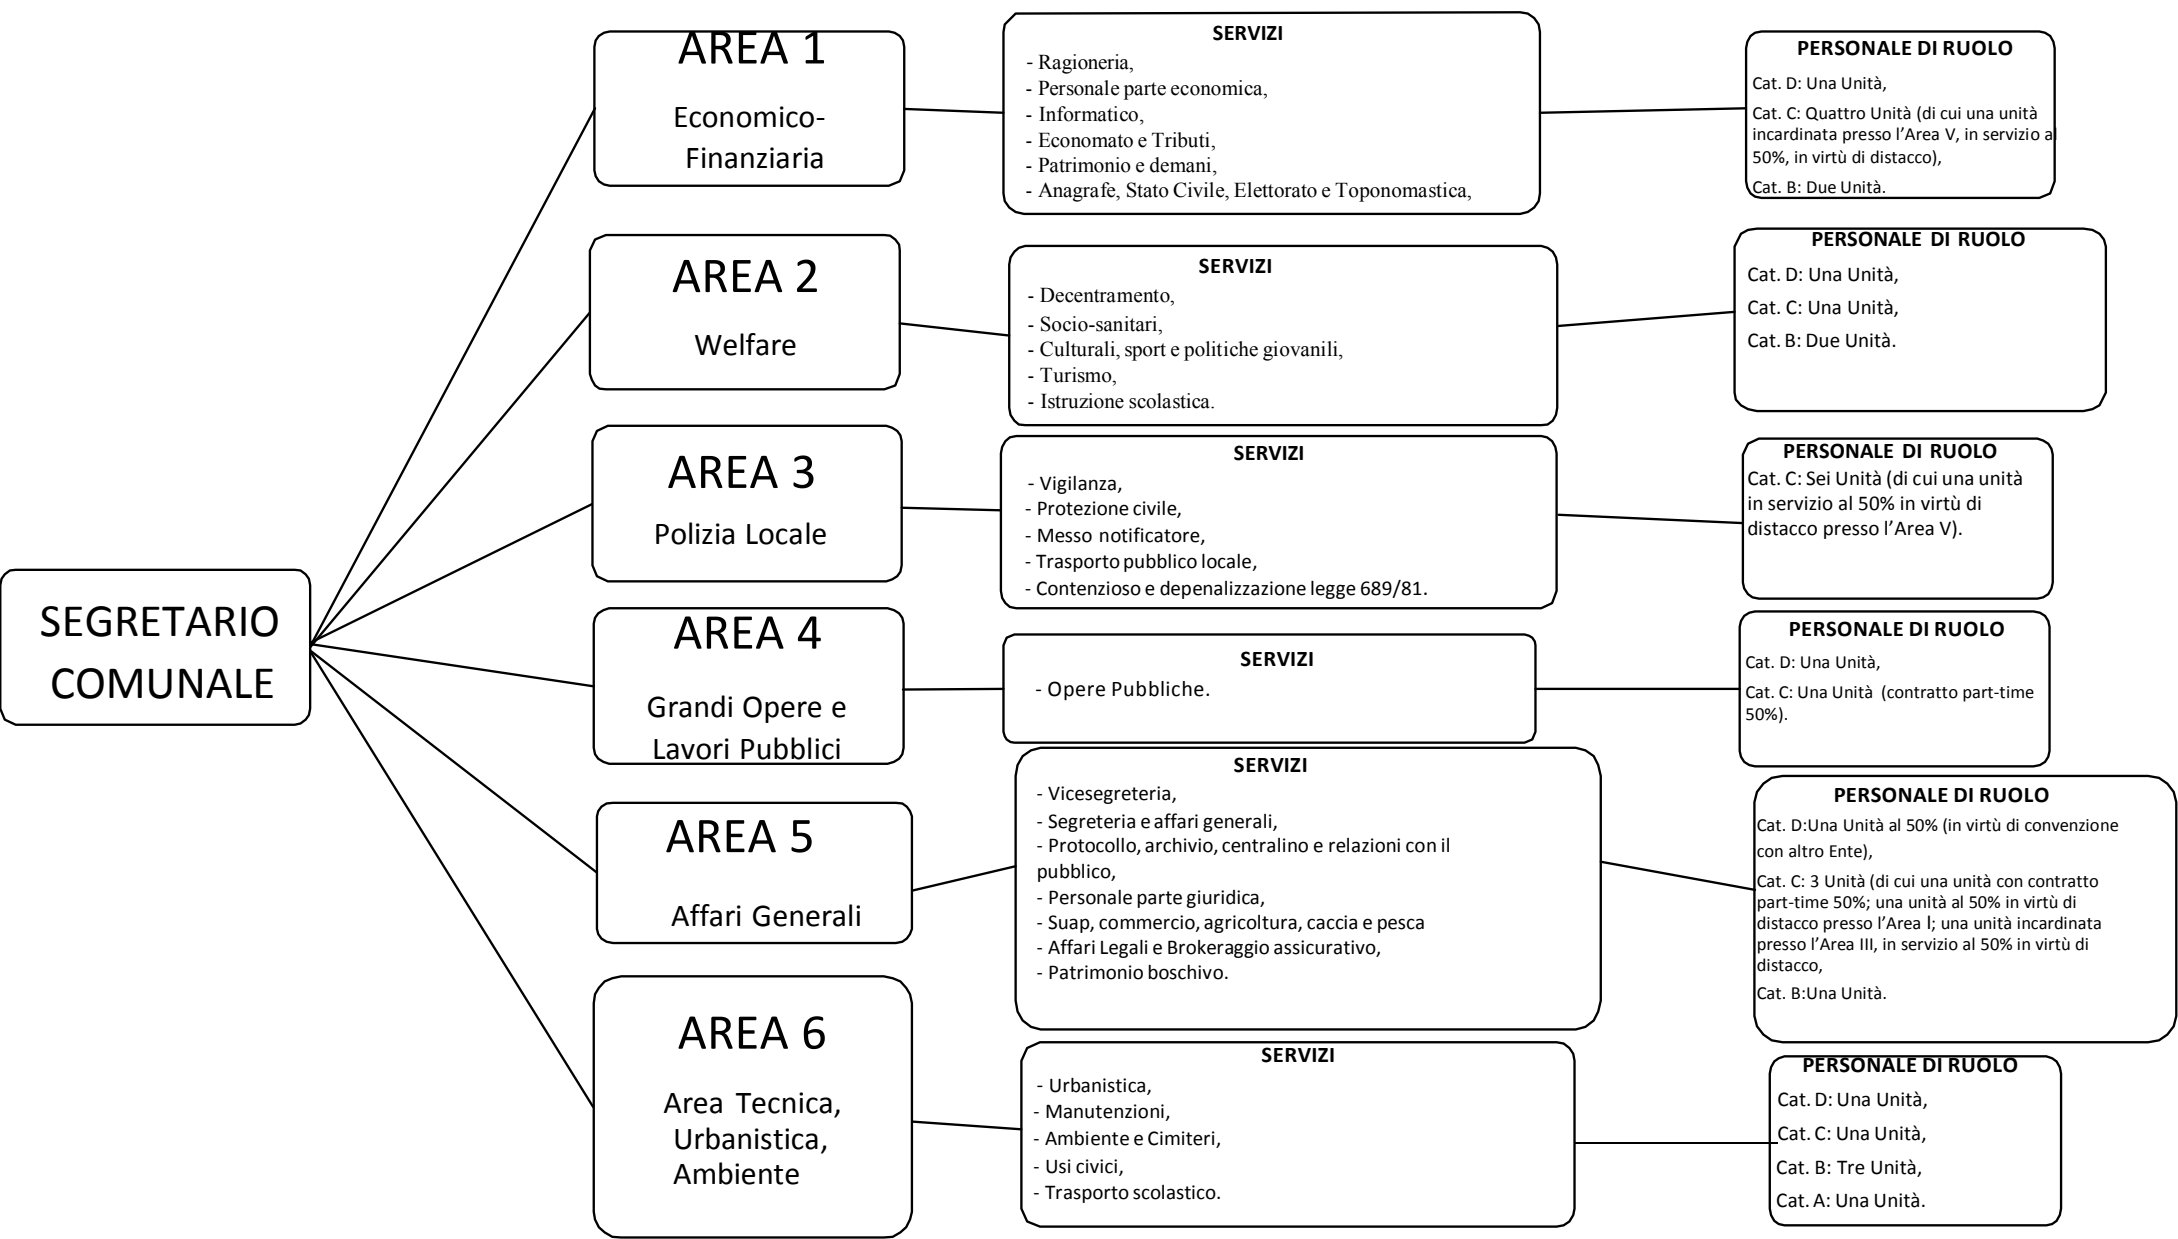 SEGRETARIO
COMUNALE
AREA 1
Economico-
Finanziaria
SERVIZI
- Ragioneria,
- Personale parte economica,
- Informatico,
- Economato e Tributi,
- Patrimonio e demani,
- Anagrafe, Stato Civile, Elettorato e Toponomastica,
PERSONALE DI RUOLO
Cat. D: Una Unità,
Cat. C: Quattro Unità (di cui una unità
incardinata presso l’Area V, in servizio al
50%, in virtù di distacco),
Cat. B: Due Unità.
AREA 2
Welfare
SERVIZI
- Decentramento,
- Socio-sanitari,
- Culturali, sport e politiche giovanili,
- Turismo,
- Istruzione scolastica.
PERSONALE DI RUOLO
Cat. D: Una Unità,
Cat. C: Una Unità,
Cat. B: Due Unità.
AREA 3
Polizia Locale
SERVIZI
- Vigilanza,
- Protezione civile,
- Messo notificatore,
- Trasporto pubblico locale,
- Contenzioso e depenalizzazione legge 689/81.
PERSONALE DI RUOLO
Cat. C: Sei Unità (di cui una unità
in servizio al 50% in virtù di
distacco presso l’Area V).
AREA 4
Grandi Opere e
Lavori Pubblici
SERVIZI
- Opere Pubbliche.
PERSONALE DI RUOLO
Cat. D: Una Unità,
Cat. C: Una Unità (contratto part-time
50%).
AREA 5
Affari Generali
SERVIZI
- Vicesegreteria,
- Segreteria e affari generali,
- Protocollo, archivio, centralino e relazioni con il
pubblico,
- Personale parte giuridica,
- Suap, commercio, agricoltura, caccia e pesca
- Affari Legali e Brokeraggio assicurativo,
- Patrimonio boschivo.
PERSONALE DI RUOLO
Cat. D:Una Unità al 50% (in virtù di convenzione
con altro Ente),
Cat. C: 3 Unità (di cui una unità con contratto
part-time 50%; una unità al 50% in virtù di
distacco presso l’Area I; una unità incardinata
presso l’Area III, in servizio al 50% in virtù di
distacco,
Cat. B:Una Unità.
AREA 6
Area Tecnica,
Urbanistica,
Ambiente
SERVIZI
- Urbanistica,
- Manutenzioni,
- Ambiente e Cimiteri,
- Usi civici,
- Trasporto scolastico.
PERSONALE DI RUOLO
Cat. D: Una Unità,
Cat. C: Una Unità,
Cat. B: Tre Unità,
Cat. A: Una Unità.